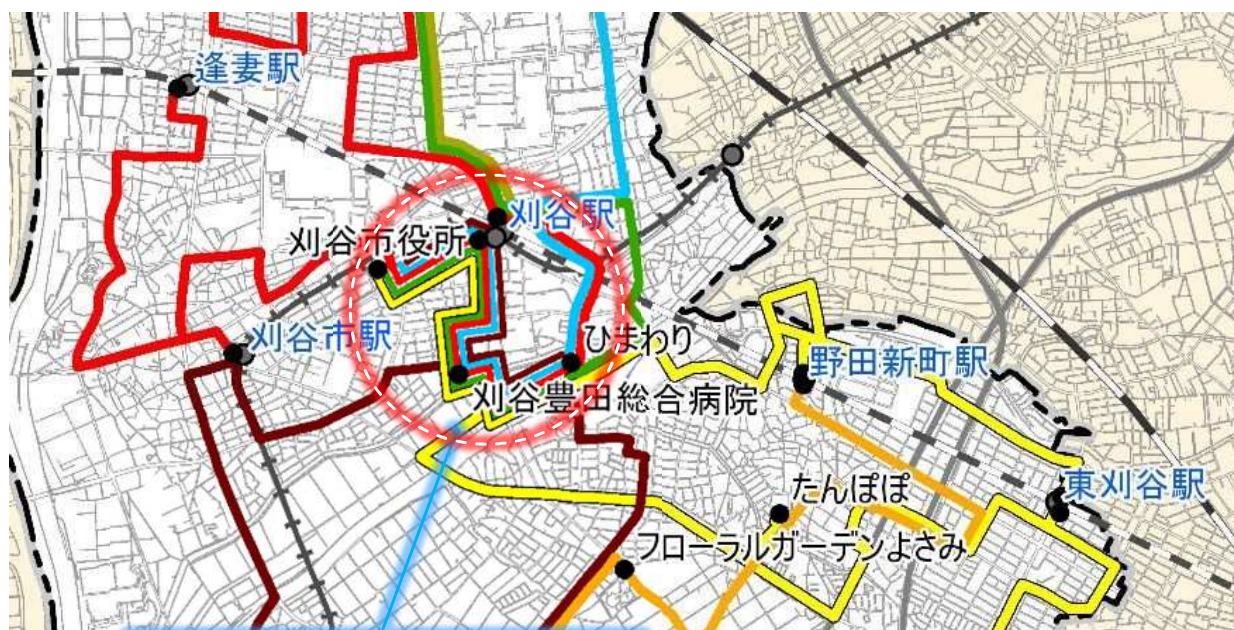 逢妻駅
刈谷駅
刈谷市役所
ひまわり
刈谷市駅
野田新町駅
刈谷豊田総合病院
東刈谷駅
たんぽぽ
フローラルガーデンよさみ